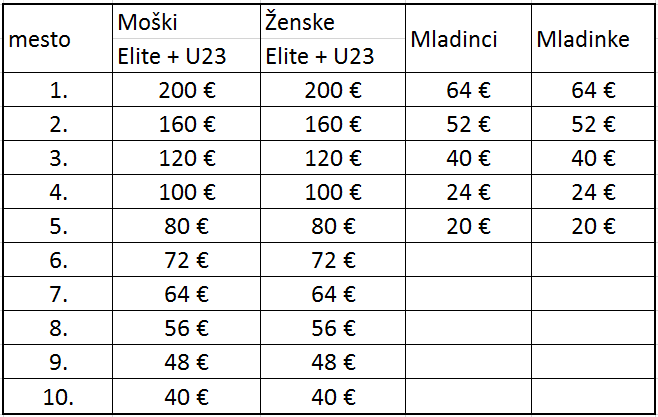 mesto Moški Ženske Mladinci Mladinke
Elite + U23 Elite + U23
1. 200 € 200 € 64 € 64 €
2. 160 € 160 € 52 € 52 €
3. 120 € 120 € 40 € 40 €
4. 100 € 100 € 24 € 24 €
5. 80 € 80 € 20 € 20 €
6. 72 € 72 €
7. 64 € 64 €
8. 56 € 56 €
9. 48 € 48 €
10. 40 € 40 €